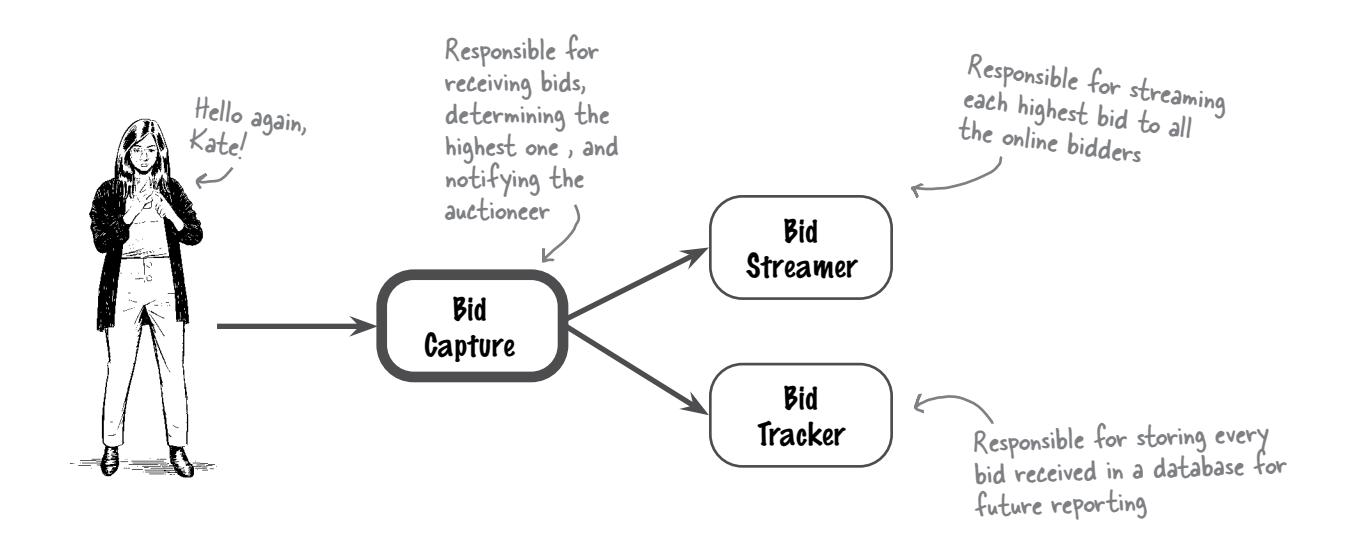 Hello again,
Kate!
Responsible for
receiving bids,
determining the
highest one , and
notifying the
auctioneer
Responsible for streaming
each highest bid to all
the online bidders
Bid
Capture
Bid
Streamer
Bid
Tracker
Responsible for storing every
bid received in a database for
future reporting